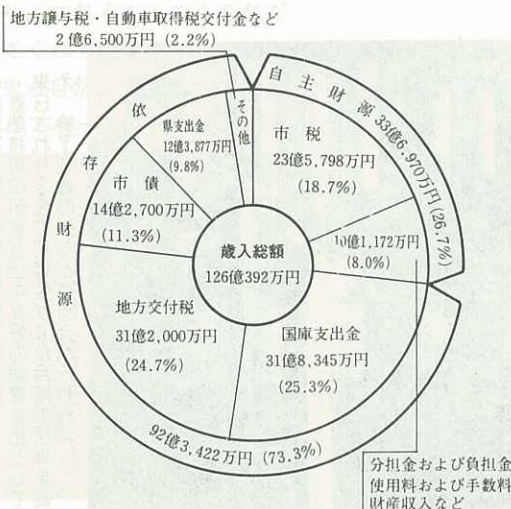 地方譲与税・自動車取得税交付金など
2億6,500万円 (2.2%)
自主財源 33億6,970万円 (26.7%)
市税
23億5,798万円
(18.7%)
10億1,172万円
(8.0%)
分担金および負担金
使用料および手数料
財産収入など
国庫支出金
31億8,345万円
(25.3%)
地方交付税
31億2,000万円
(24.7%)
市債
14億2,700万円
(11.3%)
県支出金
12億3,877万円
(9.8%)
その他
歳入総額
126億392万円
依存財源
92億3,422万円 (73.3%)